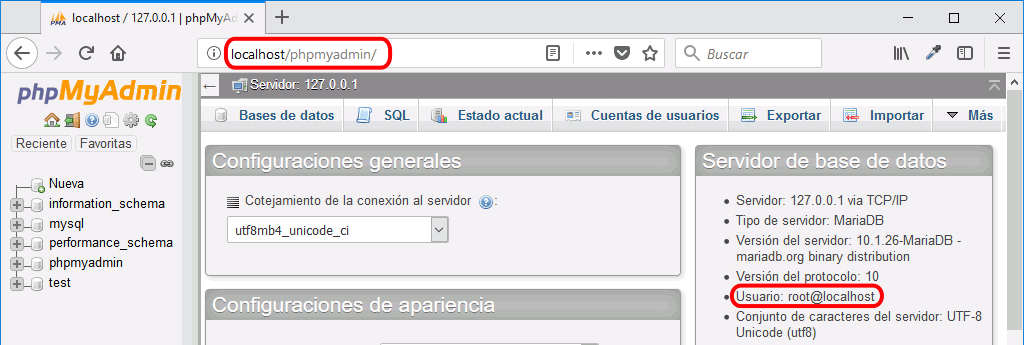 localhost / 127.0.0.1 | phpMyAdmin
localhost/phpmyadmin/
Buscar
phpMyAdmin
Servidor: 127.0.0.1
Bases de datos SQL Estado actual Cuentas de usuarios Exportar Importar Más
Reciente Favoritas
Nueva
information_schema
mysql
performance_schema
phpmyadmin
test
Configuraciones generales
Cotejamiento de la conexión al servidor :
utf8mb4_unicode_ci
Configuraciones de apariencia
Servidor de base de datos
Servidor: 127.0.0.1 via TCP/IP
Tipo de servidor: MariaDB
Versión del servidor: 10.1.26-MariaDB -
mariadb.org binary distribution
Versión del protocolo: 10
Usuario: root@localhost
Conjunto de caracteres del servidor: UTF-8
Unicode (utf8)